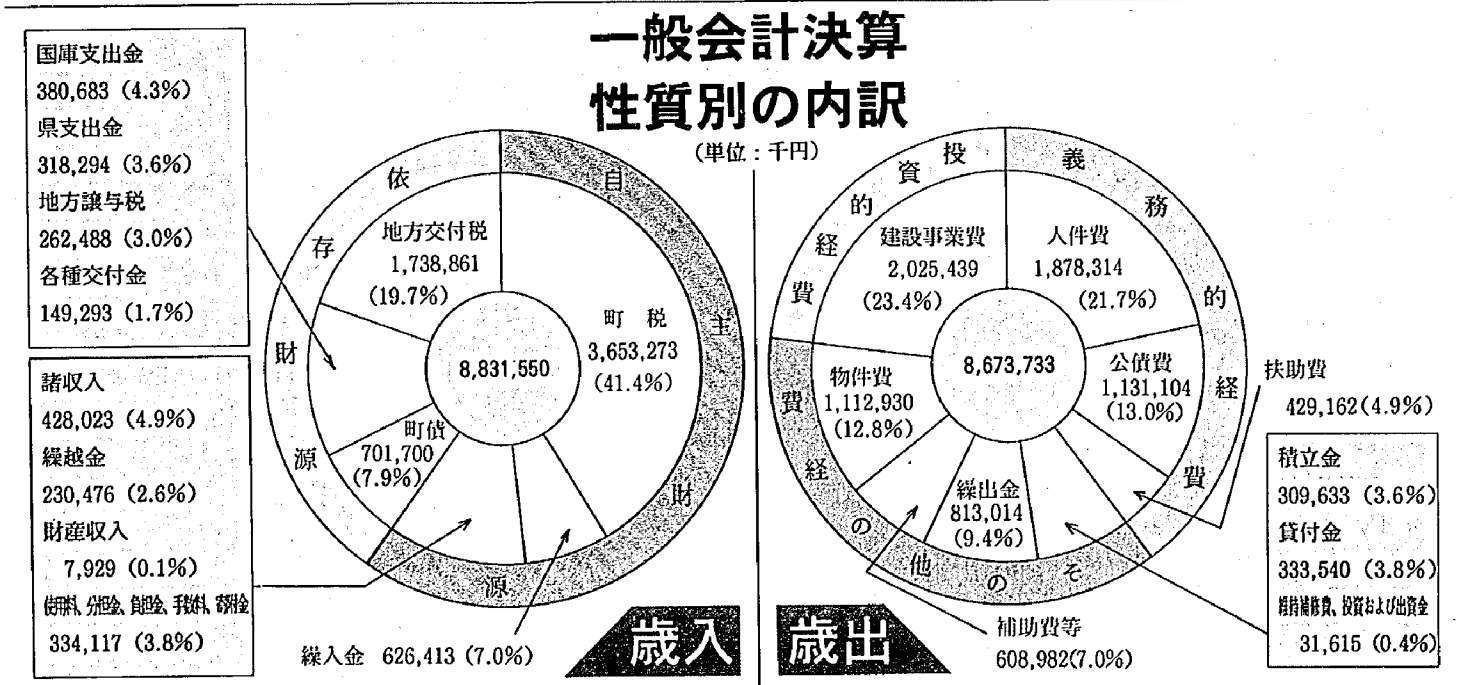 一般会計決算
性質別の内訳
(単位：千円)
国庫支出金
380,683 (4.3%)
県支出金
318,294 (3.6%)
地方譲与税
262,488 (3.0%)
各種交付金
149,293 (1.7%)
諸収入
428,023 (4.9%)
繰越金
230,476 (2.6%)
財産収入
7,929 (0.1%)
使用料、分担金、負担金、手数料、寄附金
334,117 (3.8%)
依存財源
自主財源
地方交付税
1,738,861
(19.7%)
町税
3,653,273
(41.4%)
8,831,550
町債
701,700
(7.9%)
繰入金 626,413 (7.0%)
歳入
投資的経費
義務的経費
その他の経費
建設事業費
2,025,439
(23.4%)
人件費
1,878,314
(21.7%)
8,673,733
物件費
1,112,930
(12.8%)
公債費
1,131,104
(13.0%)
繰出金
813,014
(9.4%)
扶助費
429,162(4.9%)
積立金
309,633 (3.6%)
貸付金
333,540 (3.8%)
維持補修費、投資および出資金
31,615 (0.4%)
補助費等
608,982(7.0%)
歳出